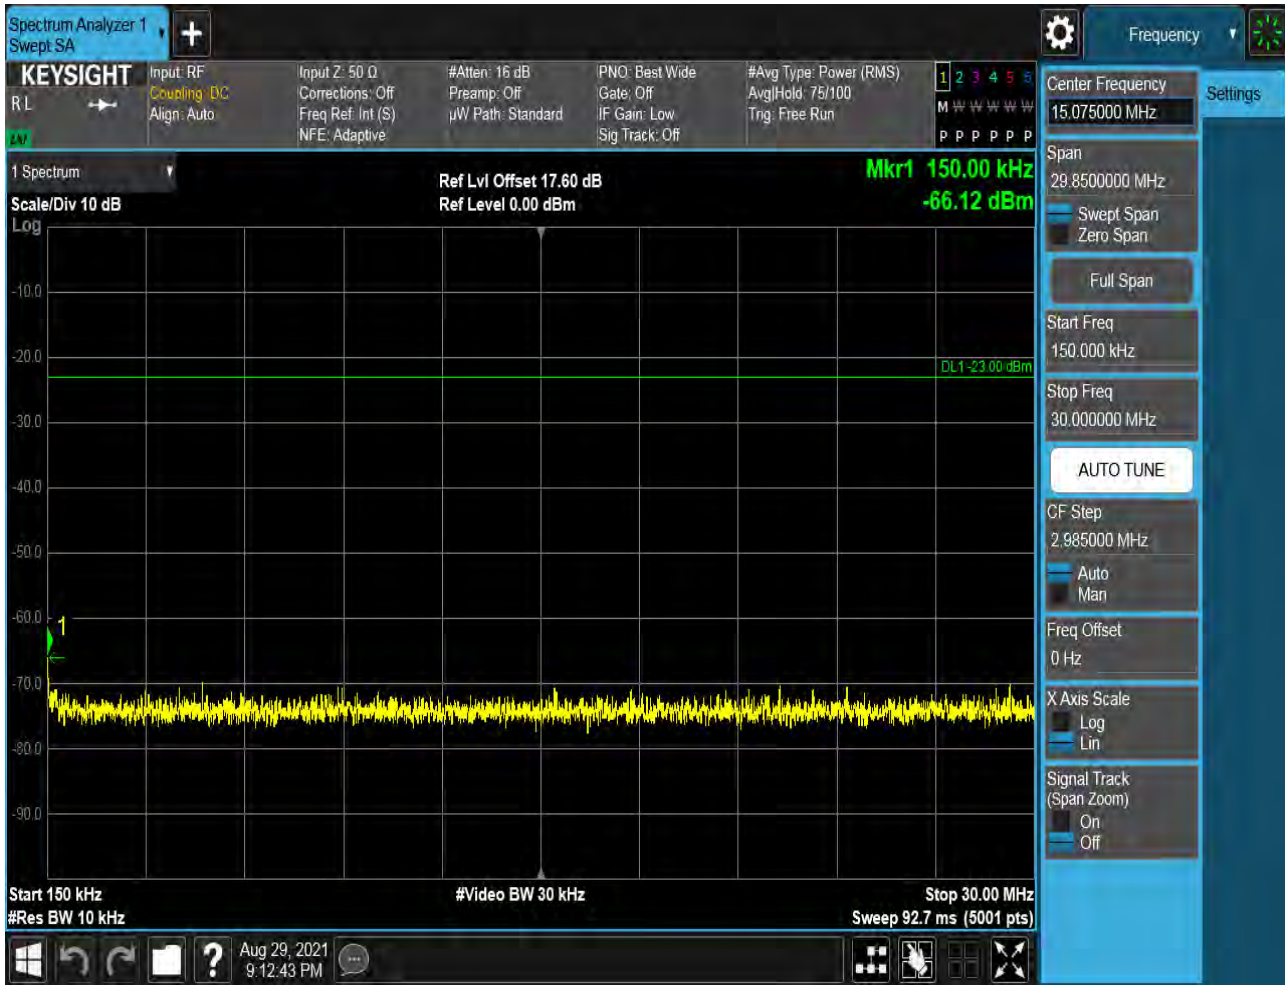 Spectrum Analyzer 1
Swept SA
Frequency
KEYSIGHT
R L
LNI
Input: RF
Coupling: DC
Align: Auto
Input Z: 50 Ω
Corrections: Off
Freq Ref: Int (S)
NFE: Adaptive
#Atten: 16 dB
Preamp: Off
µW Path: Standard
PNO: Best Wide
Gate: Off
IF Gain: Low
Sig Track: Off
#Avg Type: Power (RMS)
Avg|Hold: 75/100
Trig: Free Run
1 2 3 4 5 6
M W W W W W
P P P P P P
1 Spectrum
Scale/Div 10 dB
Log
Ref Lvl Offset 17.60 dB
Ref Level 0.00 dBm
Mkr1 150.00 kHz
-66.12 dBm
-10.0
-20.0
DL1 -23.00 dBm
-30.0
-40.0
-50.0
-60.0
1
-70.0
-80.0
-90.0
Start 150 kHz
#Video BW 30 kHz
Stop 30.00 MHz
#Res BW 10 kHz
Sweep 92.7 ms (5001 pts)
Aug 29, 2021
9:12:43 PM
Center Frequency
15.075000 MHz
Settings
Span
29.8500000 MHz
Swept Span
Zero Span
Full Span
Start Freq
150.000 kHz
Stop Freq
30.000000 MHz
AUTO TUNE
CF Step
2.985000 MHz
Auto
Man
Freq Offset
0 Hz
X Axis Scale
Log
Lin
Signal Track
(Span Zoom)
On
Off